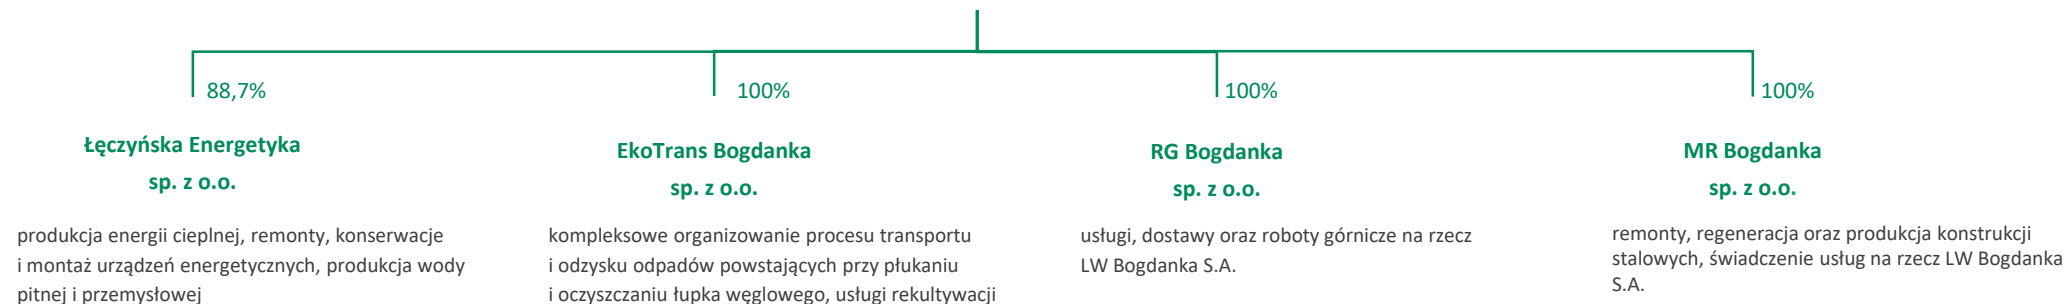 88,7%
100%
100%
100%
Łęczyńska Energetyka
sp. z o.o.
EkoTrans Bogdanka
sp. z o.o.
RG Bogdanka
sp. z o.o.
MR Bogdanka
sp. z o.o.
produkcja energii cieplnej, remonty, konserwacje
i montaż urządzeń energetycznych, produkcja wody
pitnej i przemysłowej
kompleksowe organizowanie procesu transportu
i odzysku odpadów powstających przy płukaniu
i oczyszczaniu łupka węglowego, usługi rekultywacji
usługi, dostawy oraz roboty górnicze na rzecz
LW Bogdanka S.A.
remonty, regeneracja oraz produkcja konstrukcji
stalowych, świadczenie usług na rzecz LW Bogdanka
S.A.